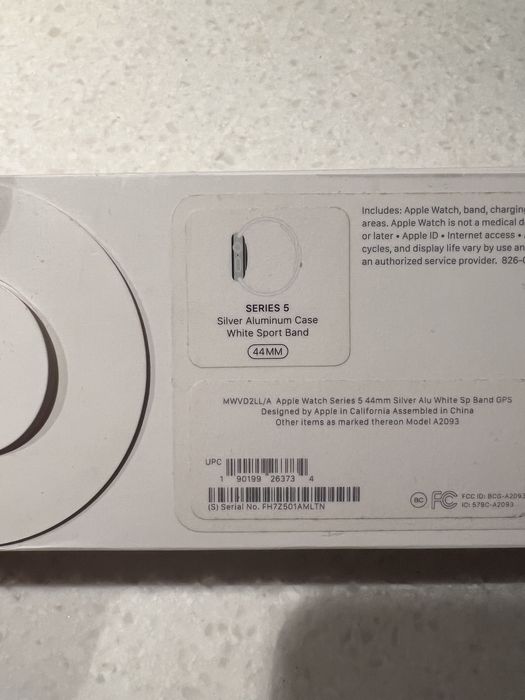 Includes: Apple Watch, band, charging
areas. Apple Watch is not a medical
or later • Apple ID • Internet access •
cycles, and display life vary by use
an authorized service provider. 826-
SERIES 5
Silver Aluminum Case
White Sport Band
44MM
MWVD2LL/A Apple Watch Series 5 44mm Silver Alu White Sp Band GPS
Designed by Apple in California Assembled in China
Other items as marked thereon Model A2093
UPC
1 90199 26373 4
(S) Serial No. FH7Z501AMLTN
BC FC FCC ID: BCG-A2093
IC: 579C-A2093